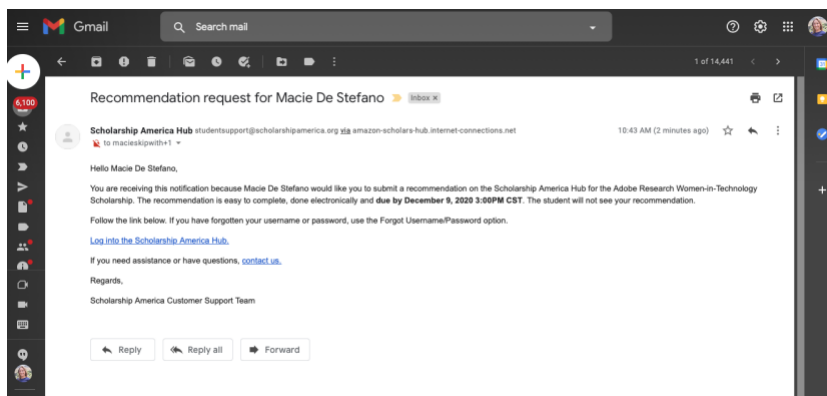 Gmail
Search mail
1 of 14,441
6,100
Recommendation request for Macie De Stefano
Inbox ×
Scholarship America Hub studentsupport@scholarshipamerica.org via amazon-scholars-hub.internet-connections.net
10:43 AM (2 minutes ago)
to macieskipwith+1
Hello Macie De Stefano,
You are receiving this notification because Macie De Stefano would like you to submit a recommendation on the Scholarship America Hub for the Adobe Research Women-in-Technology
Scholarship. The recommendation is easy to complete, done electronically and due by December 9, 2020 3:00PM CST. The student will not see your recommendation.
Follow the link below. If you have forgotten your username or password, use the Forgot Username/Password option.
Log into the Scholarship America Hub.
If you need assistance or have questions, contact us.
Regards,
Scholarship America Customer Support Team
Reply
Reply all
Forward